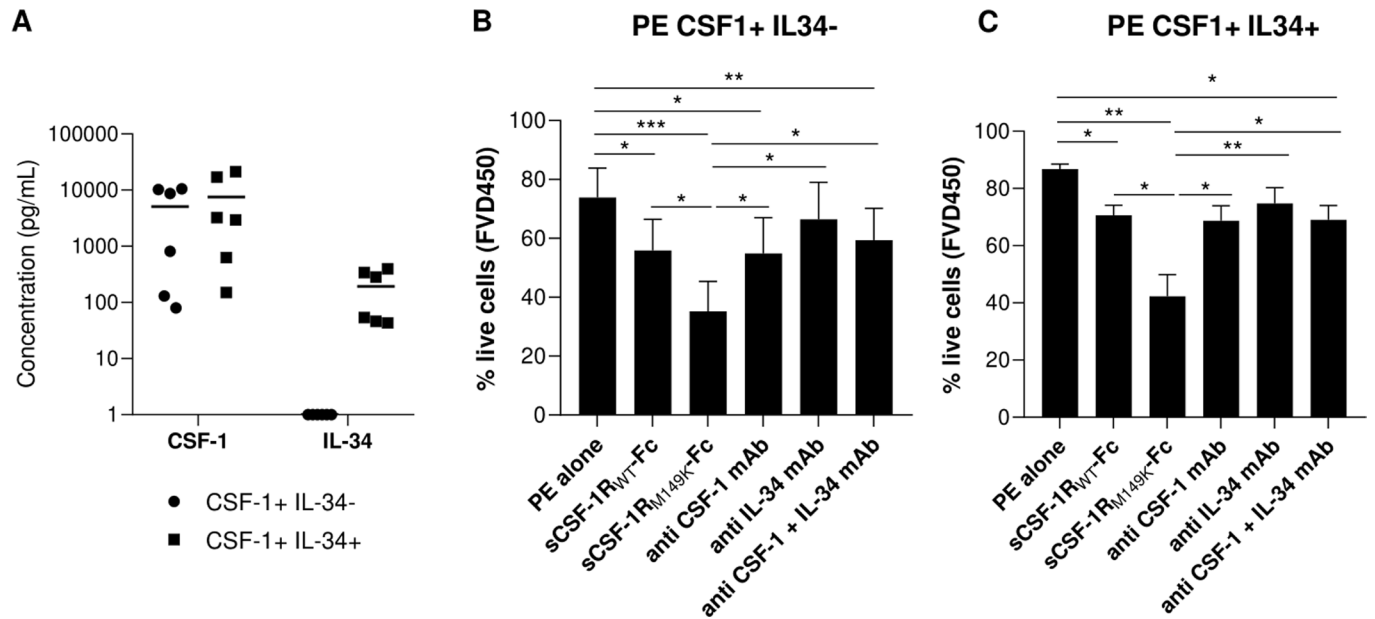 A
Concentration (pg/mL)
100000
10000
1000
100
10
1
CSF-1
IL-34
CSF-1+ IL-34-
CSF-1+ IL-34+
B
PE CSF1+ IL34-
% live cells (FVD450)
**
*
***
*
*
*
*
*
100
80
60
40
20
0
PE alone
sCSF-1RWT-Fc
sCSF-1RM149K-Fc
anti CSF-1 mAb
anti IL-34 mAb
anti CSF-1 + IL-34 mAb
C
PE CSF1+ IL34+
% live cells (FVD450)
*
**
*
*
**
*
*
100
80
60
40
20
0
PE alone
sCSF-1RWT-Fc
sCSF-1RM149K-Fc
anti CSF-1 mAb
anti IL-34 mAb
anti CSF-1 + IL-34 mAb